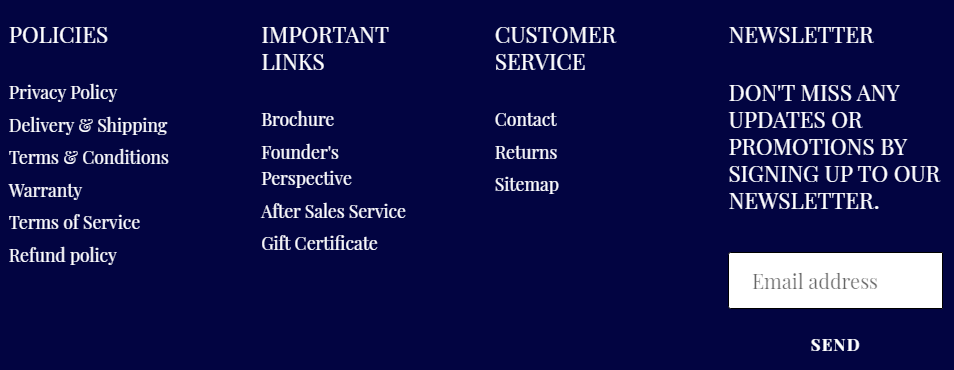 POLICIES
Privacy Policy
Delivery & Shipping
Terms & Conditions
Warranty
Terms of Service
Refund policy
IMPORTANT
LINKS
Brochure
Founder's
Perspective
After Sales Service
Gift Certificate
CUSTOMER
SERVICE
Contact
Returns
Sitemap
NEWSLETTER
DON'T MISS ANY
UPDATES OR
PROMOTIONS BY
SIGNING UP TO OUR
NEWSLETTER.
Email address
SEND